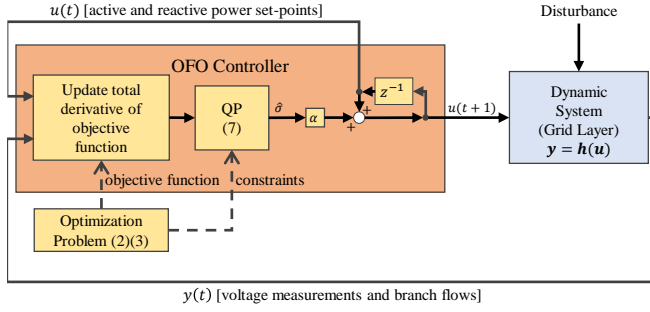 u(t) [active and reactive power set-points]
Disturbance
OFO Controller
Update total
derivative of
objective
function
QP
(7)
σ̂
α
z⁻¹
+
+
u(t + 1)
Dynamic
System
(Grid Layer)
y = h(u)
objective function
constraints
Optimization
Problem (2)(3)
y(t) [voltage measurements and branch flows]